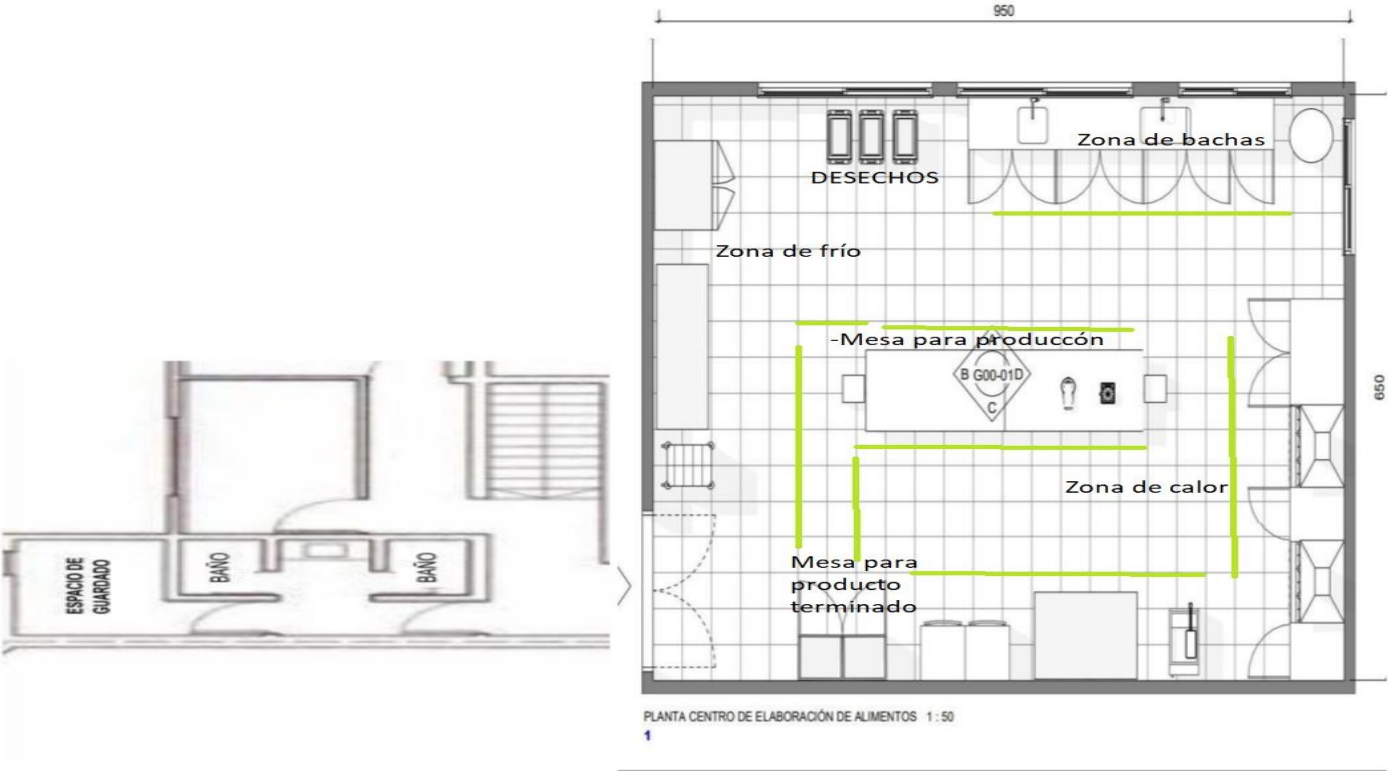 950
Zona de bachas
DESECHOS
Zona de frío
-Mesa para produccón
A
B G00-01 D
C
650
Zona de calor
Mesa para
producto
terminado
ESPACIO DE
GUARDADO
BAÑO
BAÑO
PLANTA CENTRO DE ELABORACIÓN DE ALIMENTOS 1 : 50
1